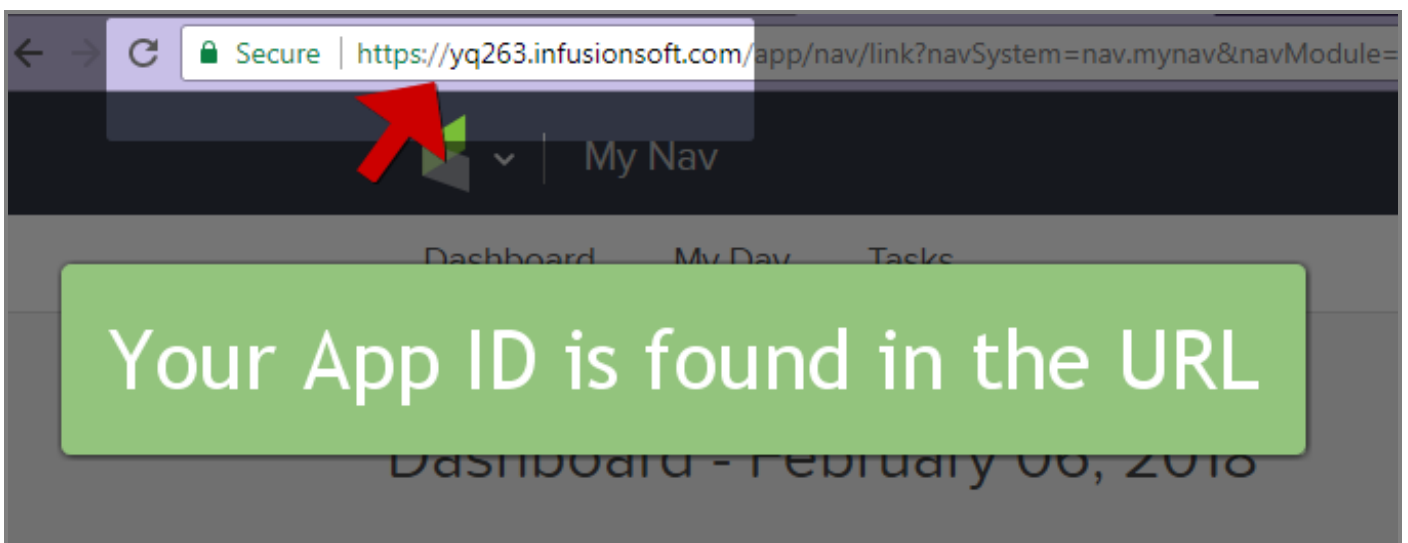 Secure | https://yq263.infusionsoft.com/app/nav/link?navSystem=nav.mynav&navModule=
My Nav
Dashboard My Day Tasks
Your App ID is found in the URL
Dashboard - February 06, 2018